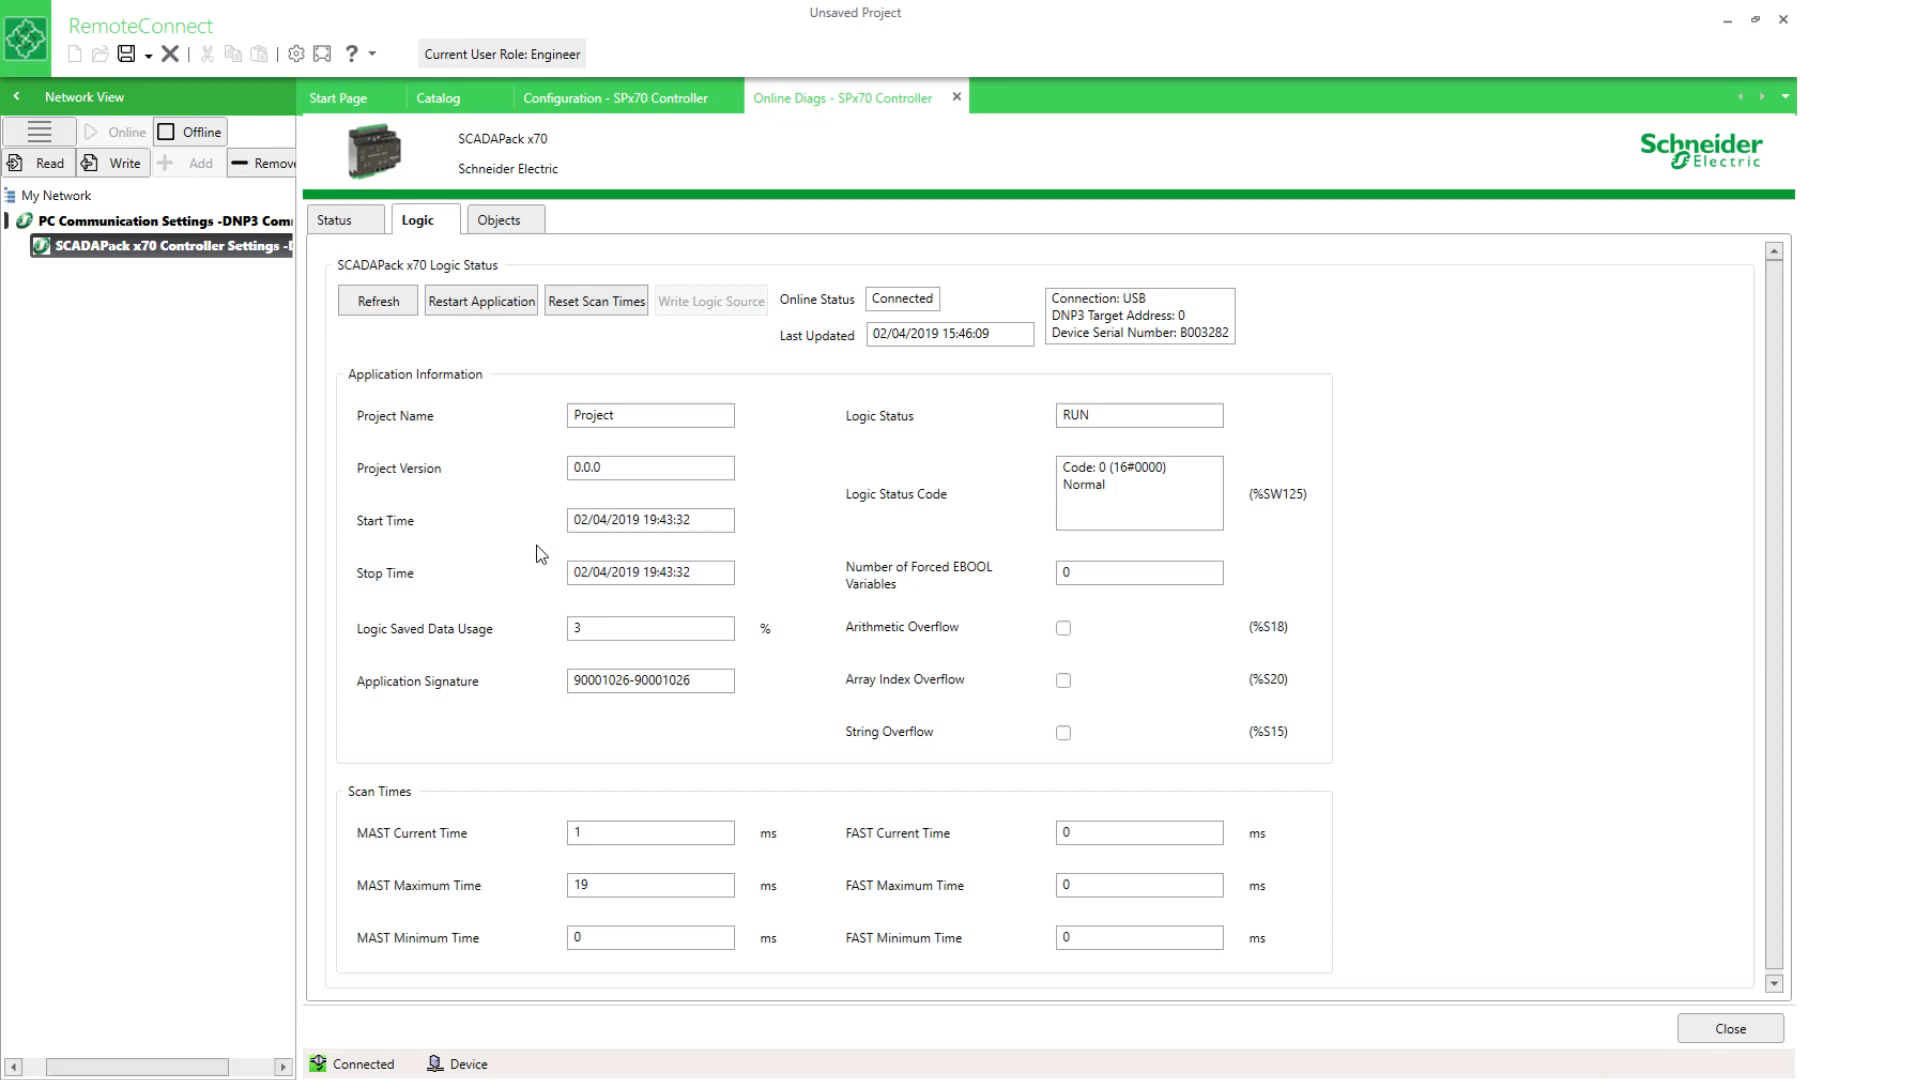 Unsaved Project
RemoteConnect
Current User Role: Engineer
Network View
Start Page
Catalog
Configuration - SPx70 Controller
Online Diags - SPx70 Controller
Online
Offline
Read
Write
Add
Remove
My Network
PC Communication Settings -DNP3 Com
SCADAPack x70 Controller Settings -
SCADAPack x70
Schneider Electric
Schneider
Electric
Status
Logic
Objects
SCADAPack x70 Logic Status
Refresh
Restart Application
Reset Scan Times
Write Logic Source
Online Status
Connected
Last Updated
02/04/2019 15:46:09
Connection: USB
DNP3 Target Address: 0
Device Serial Number: B003282
Application Information
Project Name
Project
Logic Status
RUN
Project Version
0.0.0
Logic Status Code
Code: 0 (16#0000)
Normal
(%SW125)
Start Time
02/04/2019 19:43:32
Stop Time
02/04/2019 19:43:32
Number of Forced EBOOL
Variables
0
Logic Saved Data Usage
3
%
Arithmetic Overflow
(%S18)
Application Signature
90001026-90001026
Array Index Overflow
(%S20)
String Overflow
(%S15)
Scan Times
MAST Current Time
1
ms
FAST Current Time
0
ms
MAST Maximum Time
19
ms
FAST Maximum Time
0
ms
MAST Minimum Time
0
ms
FAST Minimum Time
0
ms
Close
Connected
Device